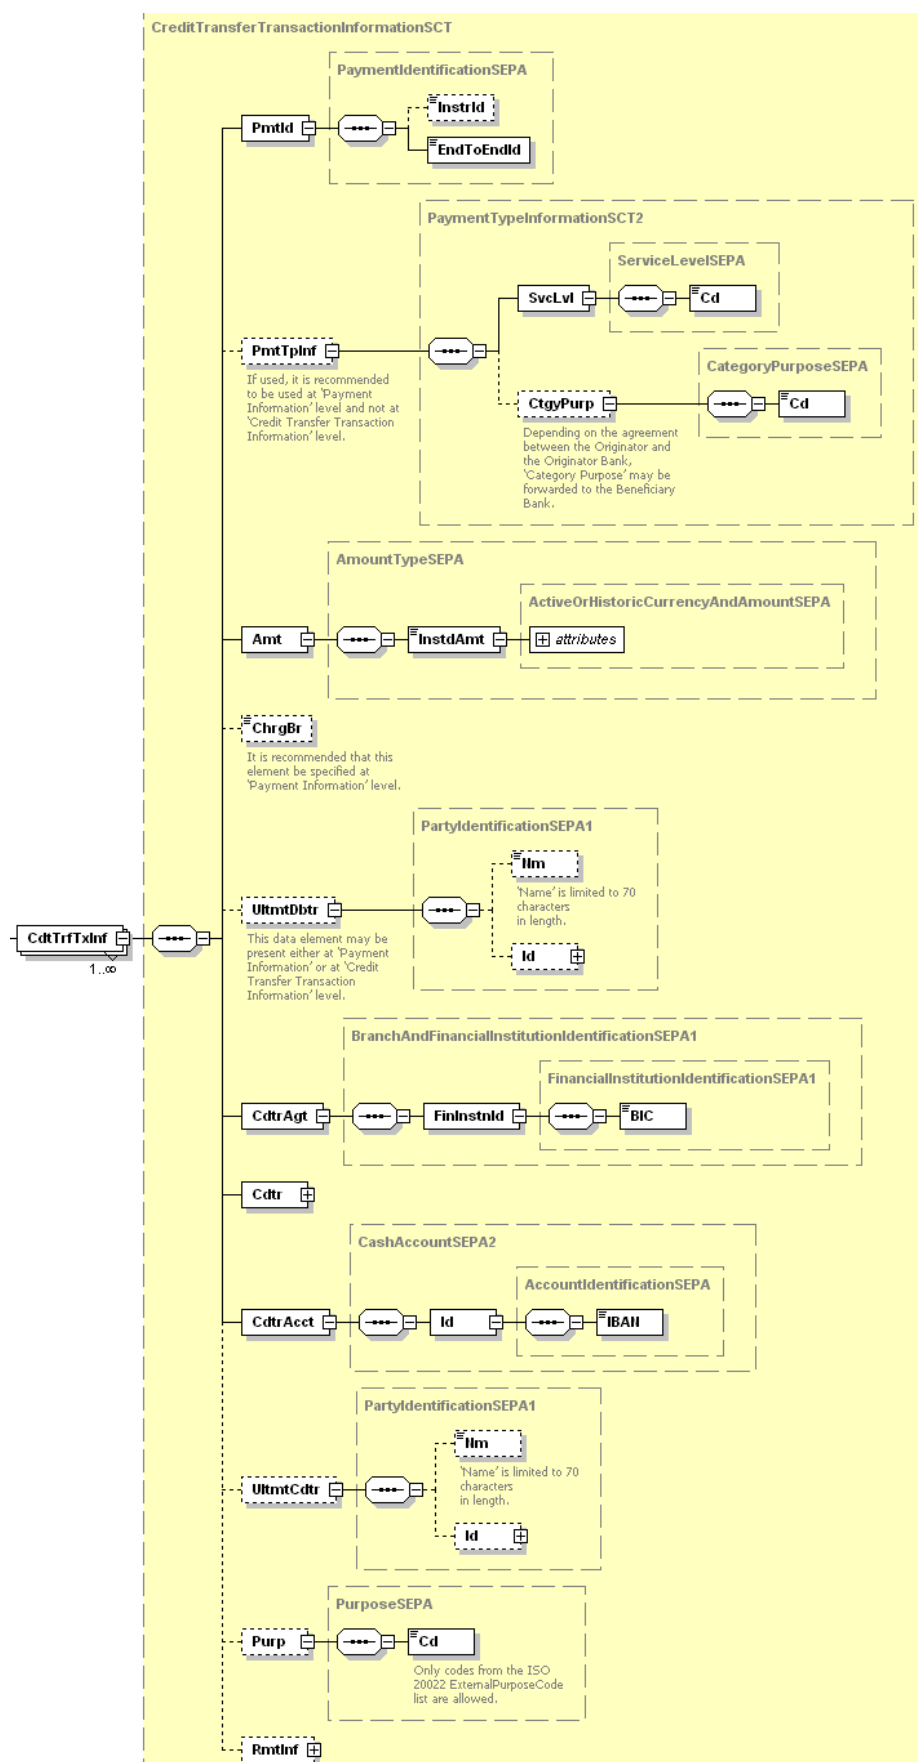 CreditTransferTransactionInformationSCT
PaymentIdentificationSEPA
InstrId
PmtId
EndToEndId
PaymentTypeInformationSCT2
ServiceLevelSEPA
SvcLvl
Cd
PmtTpInf
If used, it is recommended
to be used at 'Payment
Information' level and not at
'Credit Transfer Transaction
Information' level.
CategoryPurposeSEPA
CtgyPurp
Cd
Depending on the agreement
between the Originator and
the Originator Bank,
'Category Purpose' may be
forwarded to the Beneficiary
Bank.
AmountTypeSEPA
ActiveOrHistoricCurrencyAndAmountSEPA
Amt
InstdAmt
attributes
ChrgBr
It is recommended that this
element be specified at
'Payment Information' level.
PartyIdentificationSEPA1
Nm
'Name' is limited to 70
characters
in length.
UltmtDbtr
This data element may be
present either at 'Payment
Information' or at 'Credit
Transfer Transaction
Information' level.
Id
CdtTrfTxInf
1..∞
BranchAndFinancialInstitutionIdentificationSEPA1
FinancialInstitutionIdentificationSEPA1
CdtrAgt
FinInstnId
BIC
Cdtr
CashAccountSEPA2
AccountIdentificationSEPA
CdtrAcct
Id
IBAN
PartyIdentificationSEPA1
Nm
'Name' is limited to 70
characters
in length.
UltmtCdtr
Id
PurposeSEPA
Purp
Cd
Only codes from the ISO
20022 ExternalPurposeCode
list are allowed.
RmtInf